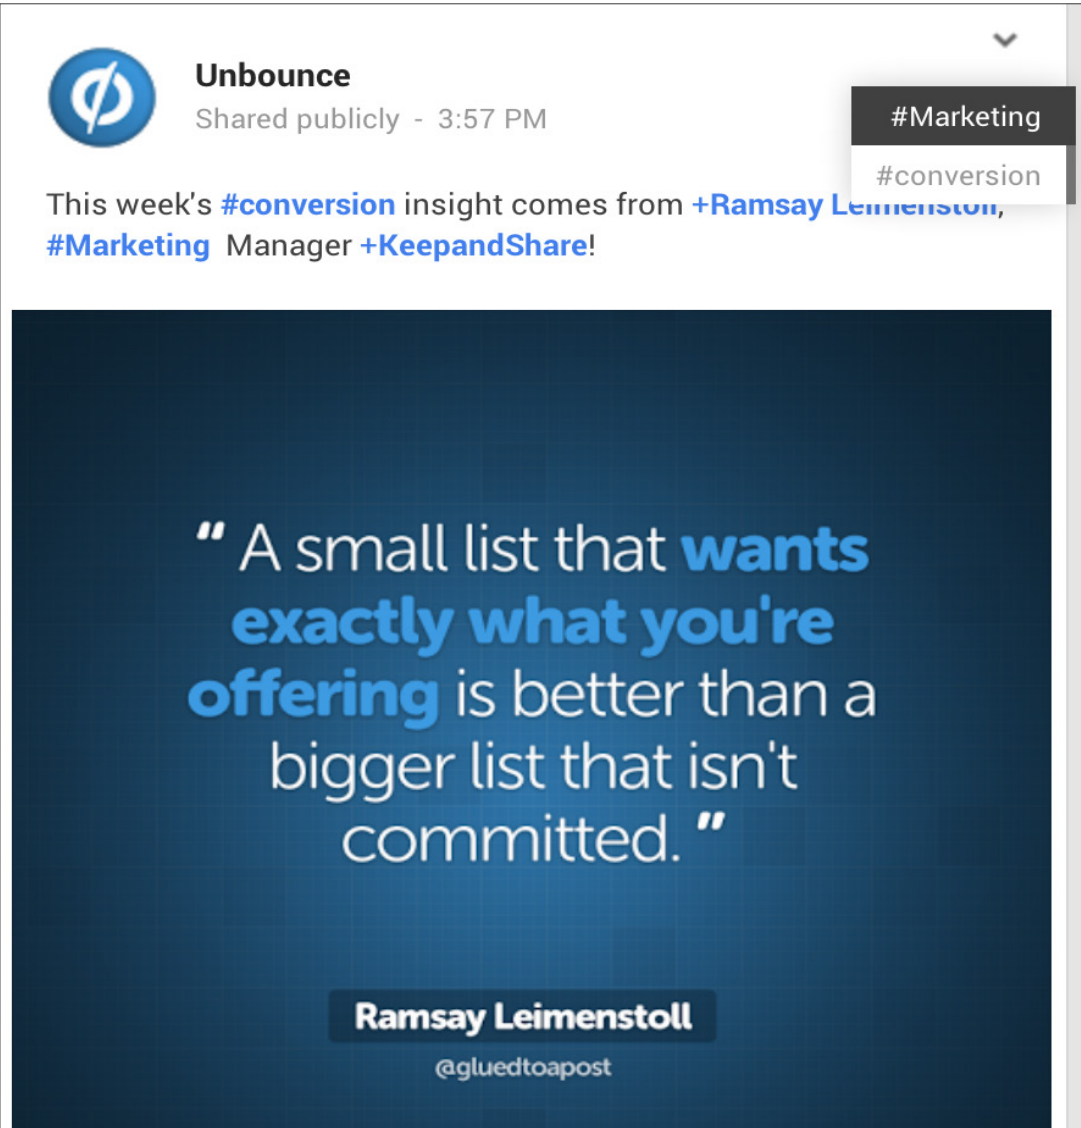 Unbounce
Shared publicly - 3:57 PM
#Marketing
#conversion
This week's #conversion insight comes from +Ramsay Leimenstoll,
#Marketing Manager +KeepandShare!
" A small list that wants
exactly what you're
offering is better than a
bigger list that isn't
committed. "
Ramsay Leimenstoll
@gluedtoapost